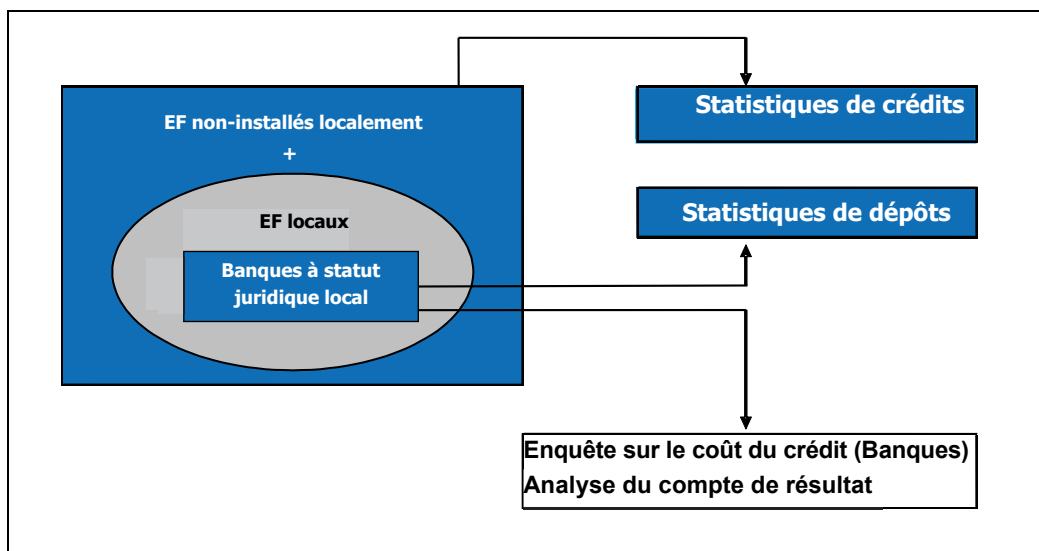 EF non-installés localement
+
EF locaux
Banques à statut
juridique local
Statistiques de crédits
Statistiques de dépôts
Enquête sur le coût du crédit (Banques)
Analyse du compte de résultat